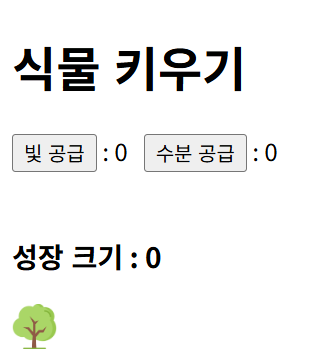 식물 키우기
빛 공급 : 0 수분 공급 : 0
성장 크기 : 0